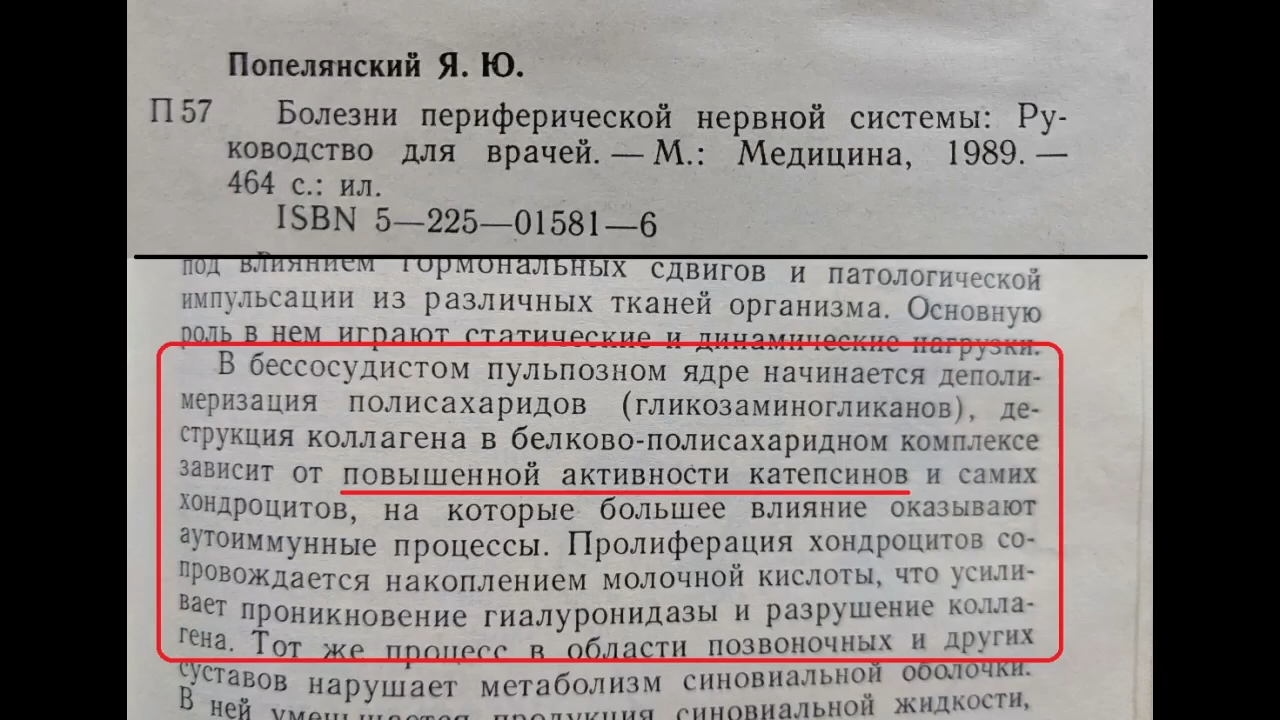 Попелянский Я. Ю.
П 57 Болезни периферической нервной системы: Ру-
ководство для врачей. — М.: Медицина, 1989. —
464 с.: ил.
ISBN 5—225—01581—6
под влиянием гормональных сдвигов и патологической
импульсации из различных тканей организма. Основную
роль в нем играют статические и динамические нагрузки.
В бессосудистом пульпозном ядре начинается деполи-
меризация полисахаридов (гликозаминогликанов), де-
струкция коллагена в белково-полисахаридном комплексе
зависит от повышенной активности катепсинов и самих
хондроцитов, на которые большее влияние оказывают
аутоиммунные процессы. Пролиферация хондроцитов со-
провождается накоплением молочной кислоты, что усили-
вает проникновение гиалуронидазы и разрушение колла-
гена. Тот же процесс в области позвоночных и других
суставов нарушает метаболизм синовиальной оболочки.
В ней уменьшается продукция синовиальной жидкости,